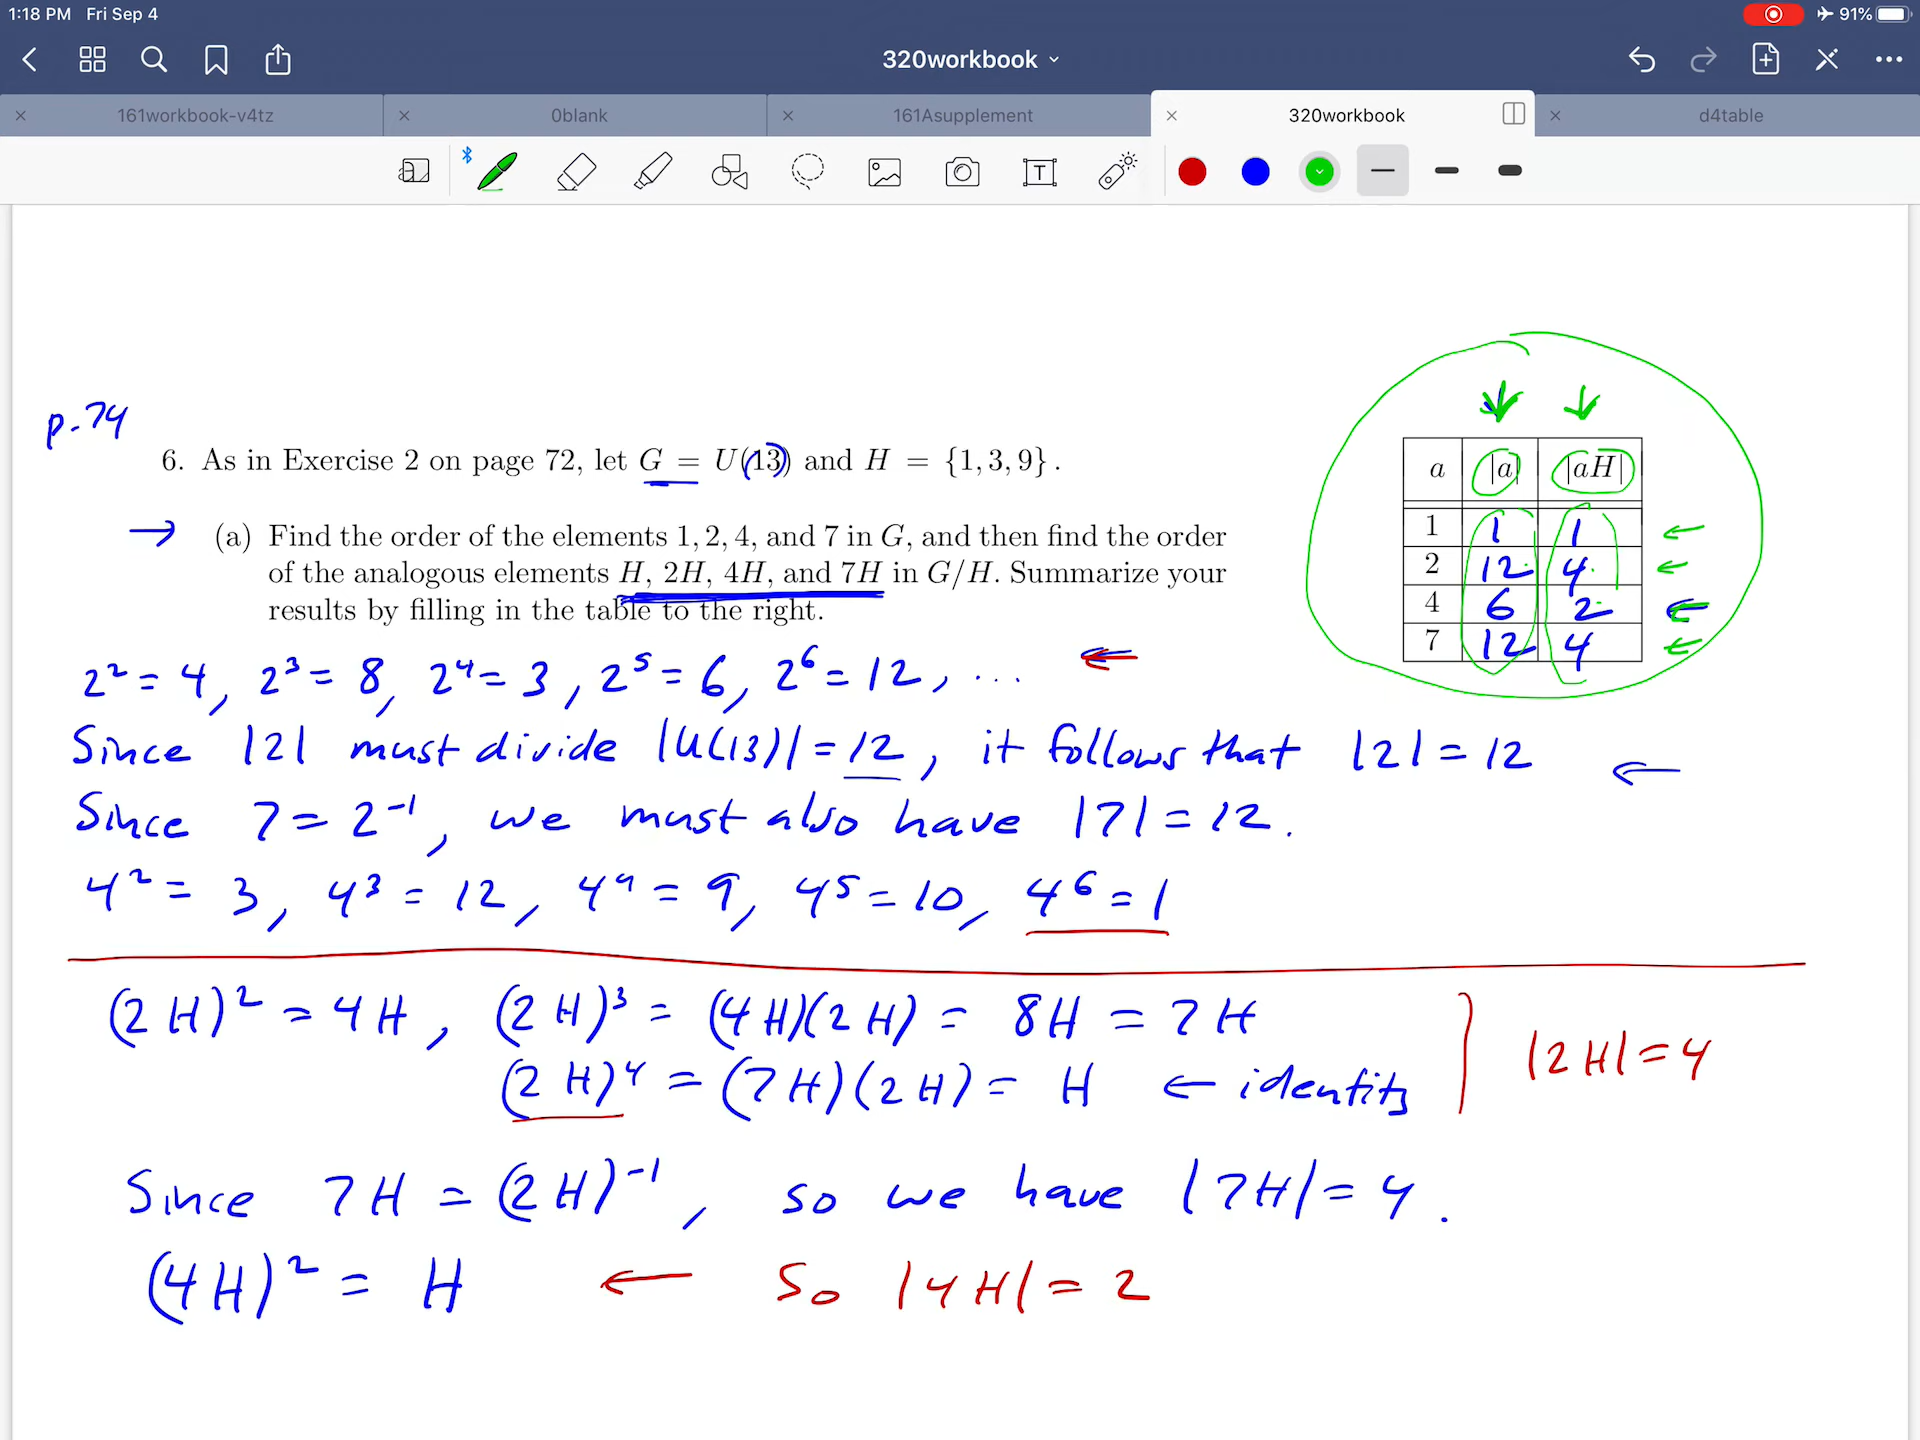 1:18 PM Fri Sep 4 91%
320workbook
161workbook-v4tz 0blank 161Asupplement 320workbook d4table
p.74
6. As in Exercise 2 on page 72, let G = U(13) and H = {1, 3, 9}.
(a) Find the order of the elements 1, 2, 4, and 7 in G, and then find the order
of the analogous elements H, 2H, 4H, and 7H in G/H. Summarize your
results by filling in the table to the right.
a |a| |aH|
1 1 1
2 12 4
4 6 2
7 12 4
2² = 4, 2³ = 8, 2⁴ = 3, 2⁵ = 6, 2⁶ = 12, ...
Since |2| must divide |U(13)| = 12, it follows that |2| = 12 ←
Since 7 = 2⁻¹, we must also have |7| = 12.
4² = 3, 4³ = 12, 4⁴ = 9, 4⁵ = 10, 4⁶ = 1
(2H)² = 4H, (2H)³ = (4H)(2H) = 8H = 7H
(2H)⁴ = (7H)(2H) = H ← identity
|2H| = 4
Since 7H = (2H)⁻¹, so we have |7H| = 4.
(4H)² = H ← So |4H| = 2